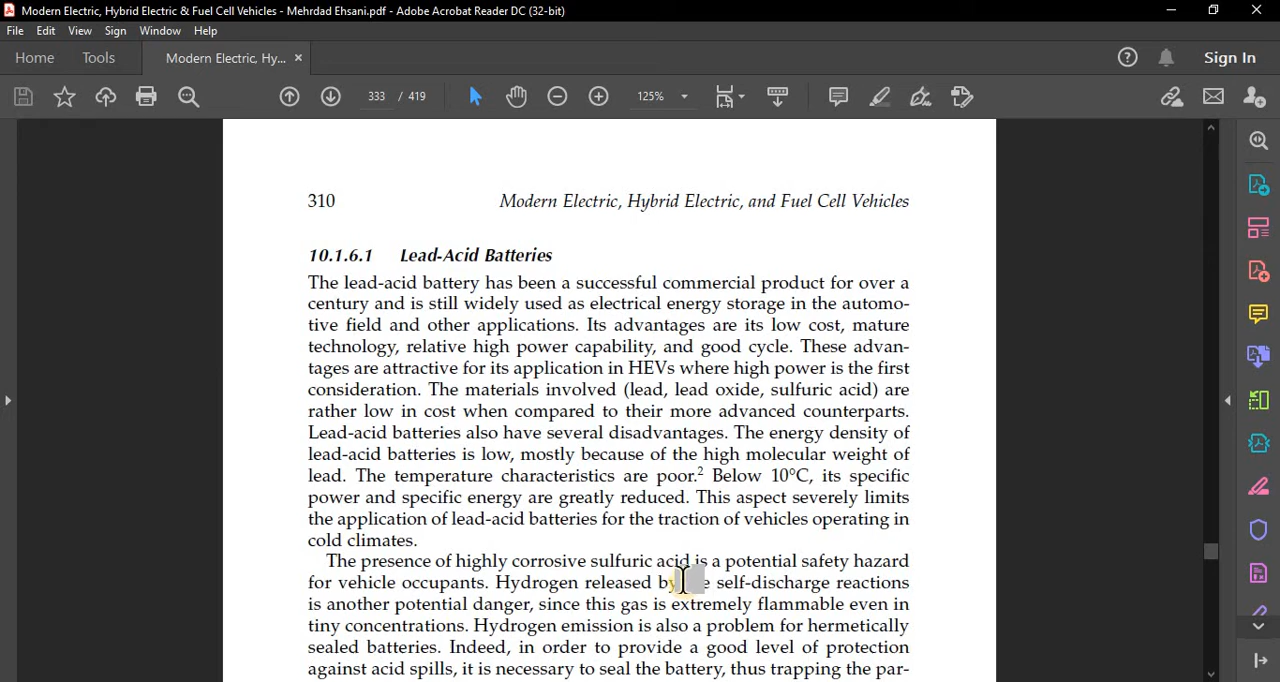 Modern Electric, Hybrid Electric & Fuel Cell Vehicles - Mehrdad Ehsani.pdf - Adobe Acrobat Reader DC (32-bit)
File Edit View Sign Window Help
Home Tools Modern Electric, Hy... × Sign In
333 / 419 125%
310 Modern Electric, Hybrid Electric, and Fuel Cell Vehicles
10.1.6.1 Lead-Acid Batteries
The lead-acid battery has been a successful commercial product for over a
century and is still widely used as electrical energy storage in the automo-
tive field and other applications. Its advantages are its low cost, mature
technology, relative high power capability, and good cycle. These advan-
tages are attractive for its application in HEVs where high power is the first
consideration. The materials involved (lead, lead oxide, sulfuric acid) are
rather low in cost when compared to their more advanced counterparts.
Lead-acid batteries also have several disadvantages. The energy density of
lead-acid batteries is low, mostly because of the high molecular weight of
lead. The temperature characteristics are poor.² Below 10°C, its specific
power and specific energy are greatly reduced. This aspect severely limits
the application of lead-acid batteries for the traction of vehicles operating in
cold climates.
The presence of highly corrosive sulfuric acid is a potential safety hazard
for vehicle occupants. Hydrogen released by self-discharge reactions
is another potential danger, since this gas is extremely flammable even in
tiny concentrations. Hydrogen emission is also a problem for hermetically
sealed batteries. Indeed, in order to provide a good level of protection
against acid spills, it is necessary to seal the battery, thus trapping the par-